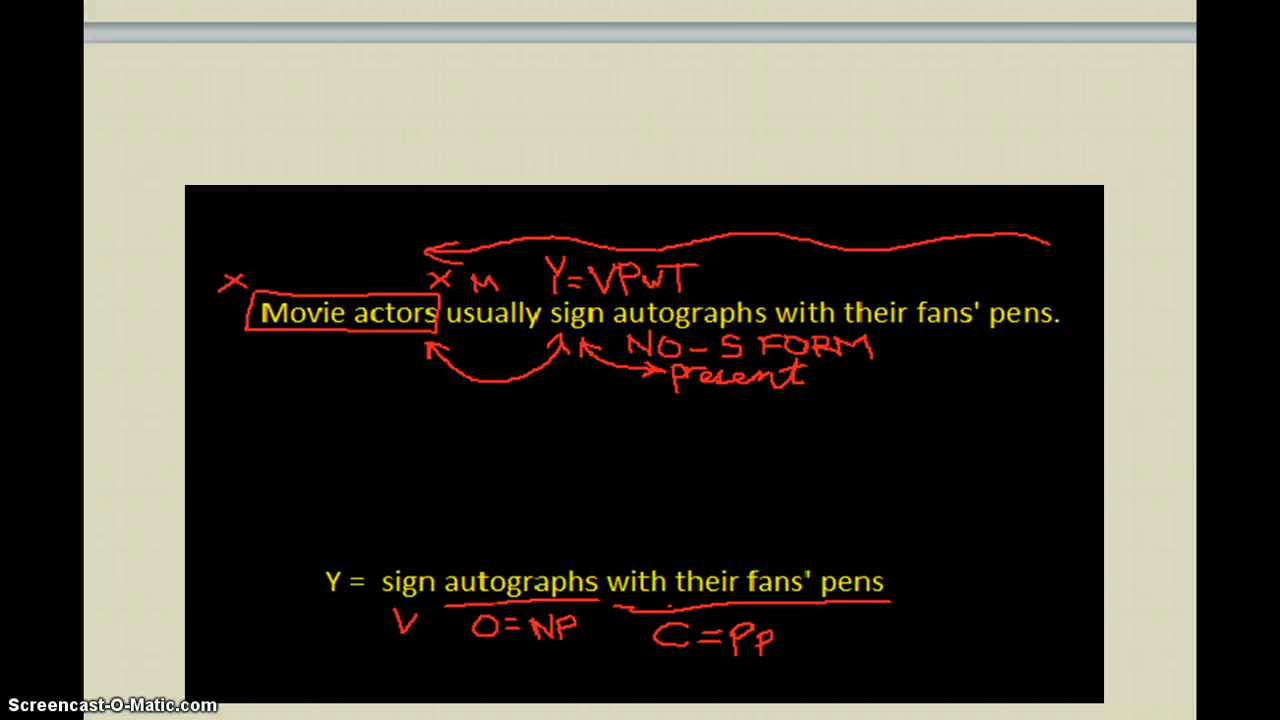 X X M Y=VPwT
Movie actors usually sign autographs with their fans' pens.
NO-S FORM
present
Y = sign autographs with their fans' pens
V O=NP C=Pp
Screencast-O-Matic.com